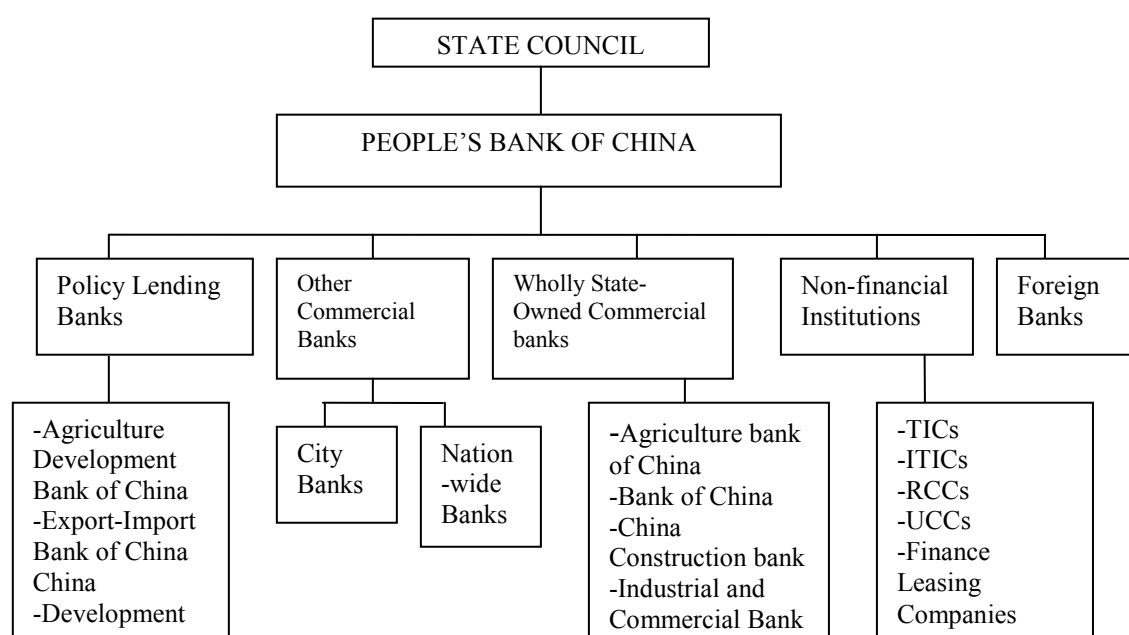 STATE COUNCIL
PEOPLE’S BANK OF CHINA
Policy Lending
Banks
Other
Commercial
Banks
Wholly State-
Owned Commercial
banks
Non-financial
Institutions
Foreign
Banks
-Agriculture
Development
Bank of China
-Export-Import
Bank of China
China
-Development
City
Banks
Nation
-wide
Banks
-Agriculture bank
of China
-Bank of China
-China
Construction bank
-Industrial and
Commercial Bank
-TICs
-ITICs
-RCCs
-UCCs
-Finance
Leasing
Companies